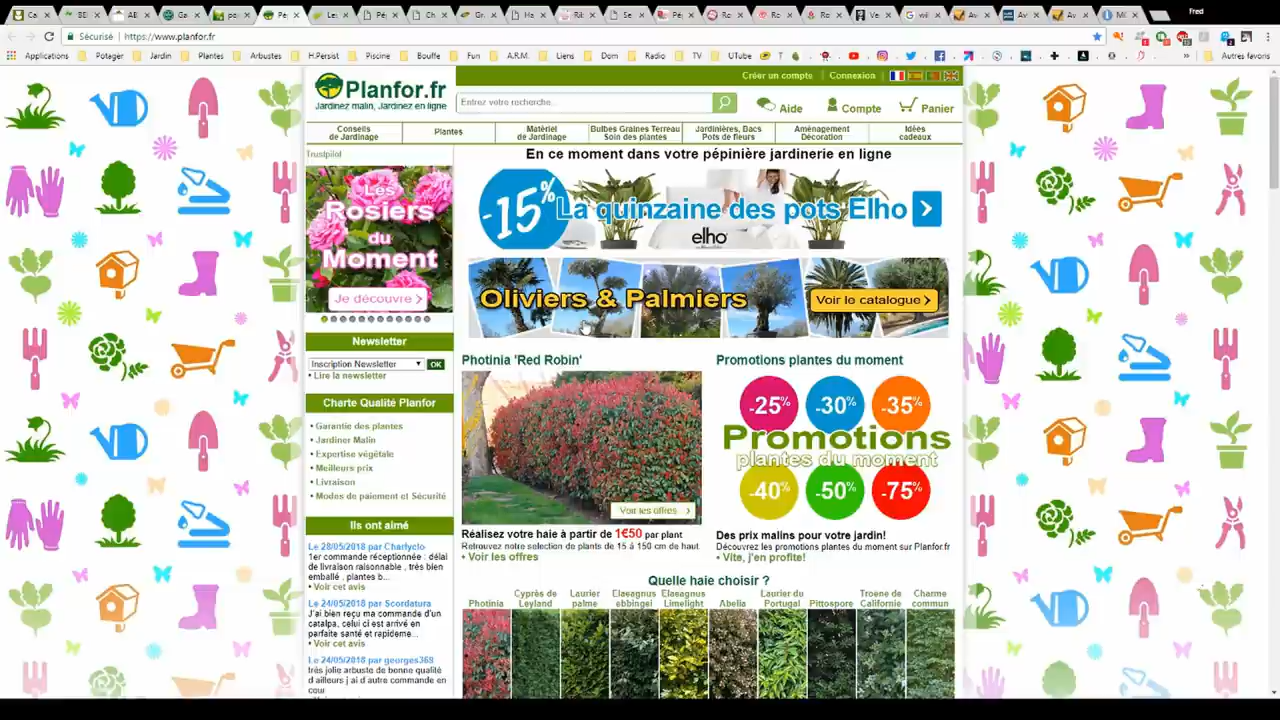 Fred
Sécurisé | https://www.planfor.fr
Applications Potager Jardin Plantes Arbustes H.Persist Piscine Bouffe Fun A.R.M. Liens Dom Radio TV UTube Autres favoris
Créer un compte Connexion
Planfor.fr
Jardinez malin, Jardinez en ligne
Entrez votre recherche...
Aide Compte Panier
Conseils de Jardinage
Plantes
Matériel de Jardinage
Bulbes Graines Terreau Soin des plantes
Jardinières, Bacs Pots de fleurs
Aménagement Décoration
Idées cadeaux
Trustpilot
En ce moment dans votre pépinière jardinerie en ligne
Les
Rosiers
du
Moment
Je découvre
-15%
La quinzaine des pots Elho
elho
Oliviers & Palmiers
Voir le catalogue
Newsletter
Inscription Newsletter OK
• Lire la newsletter
Charte Qualité Planfor
• Garantie des plantes
• Jardiner Malin
• Expertise végétale
• Meilleurs prix
• Livraison
• Modes de paiement et Sécurité
Ils ont aimé
Le 28/05/2018 par Charlyclo
1er commande réceptionnée : délai
de livraison raisonnable , très bien
emballé , plantes b...
• Voir cet avis
Le 24/05/2018 par Scordatura
J'ai bien reçu ma commande d'un
catalpa, celui ci est arrivé en
parfaite santé et rapideme...
• Voir cet avis
Le 24/05/2018 par georges368
très jolie arbuste de bonne qualité
d ailleurs j ai d autre commande en
cour
Photinia 'Red Robin'
Voir les offres
Réalisez votre haie à partir de 1€50 par plant
Retrouvez notre selection de plants de 15 à 150 cm de haut.
• Voir les offres
Promotions plantes du moment
-25% -30% -35%
Promotions
plantes du moment
-40% -50% -75%
Des prix malins pour votre jardin!
Découvrez les promotions plantes du moment sur Planfor.fr
• Vite, j'en profite!
Quelle haie choisir ?
Photinia
Cyprès de Leyland
Laurier palme
Elaeagnus ebbingei
Elaeagnus Limelight
Abelia
Laurier du Portugal
Pittospore
Troene de Californie
Charme commun